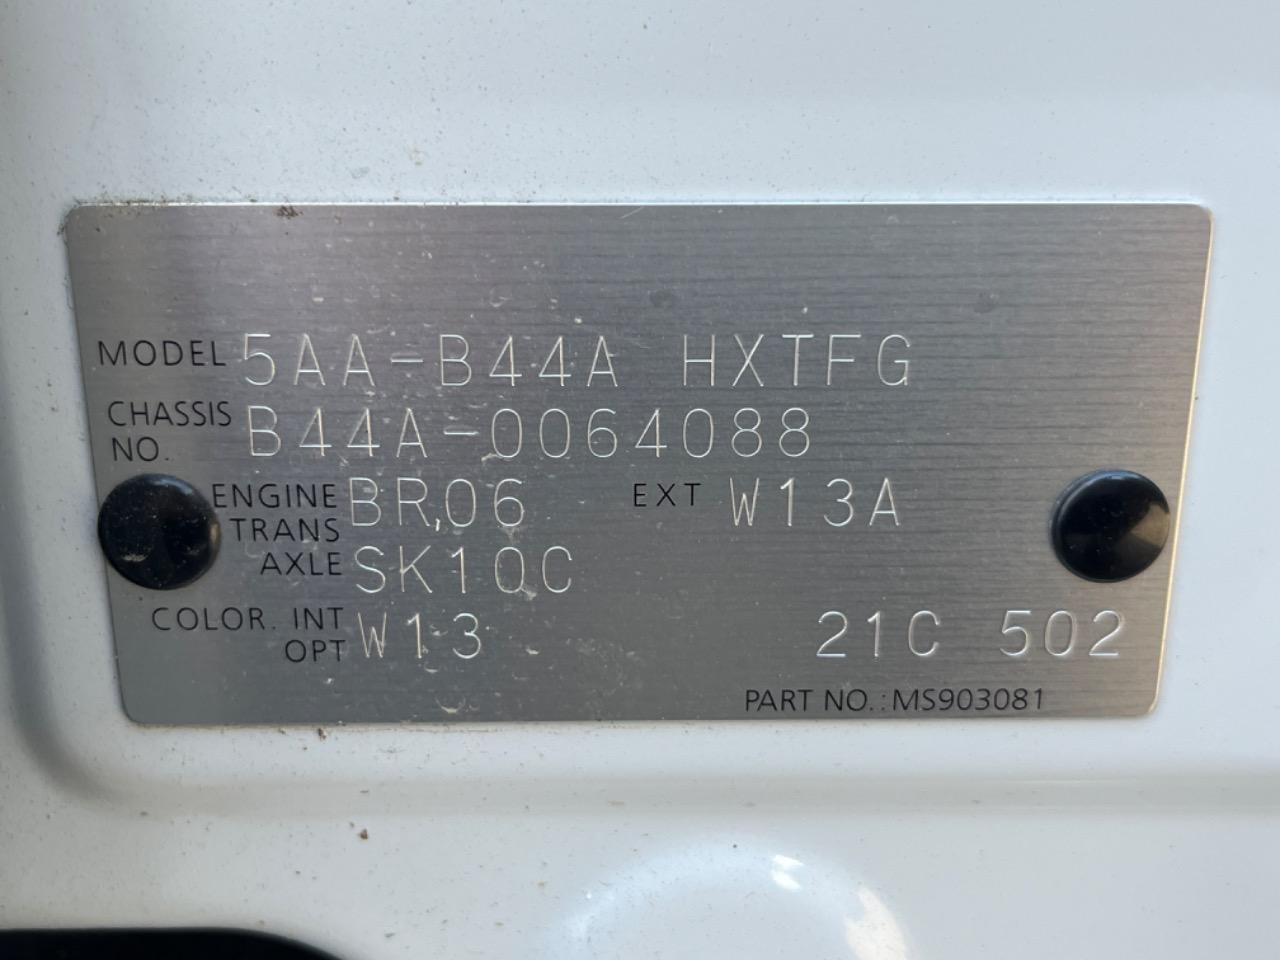 MODEL 5AA-B44A HXTFG
CHASSIS NO. B44A-0064088
ENGINE BR06 EXT W13A
TRANS AXLE SK10C
COLOR. INT OPT W13 21C 502
PART NO.:MS903081